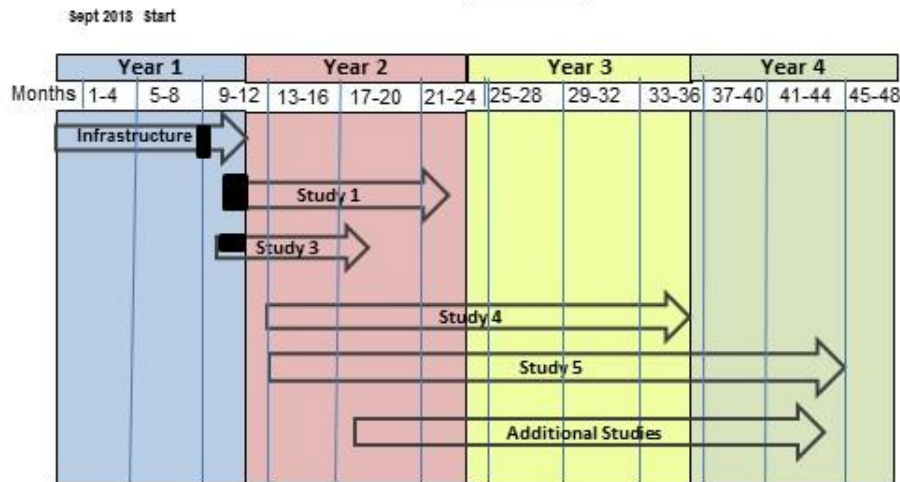 Sept 2018 Start
Year 1 Year 2 Year 3 Year 4
Months 1-4 5-8 9-12 13-16 17-20 21-24 25-28 29-32 33-36 37-40 41-44 45-48
Infrastructure
Study 1
Study 3
Study 4
Study 5
Additional Studies